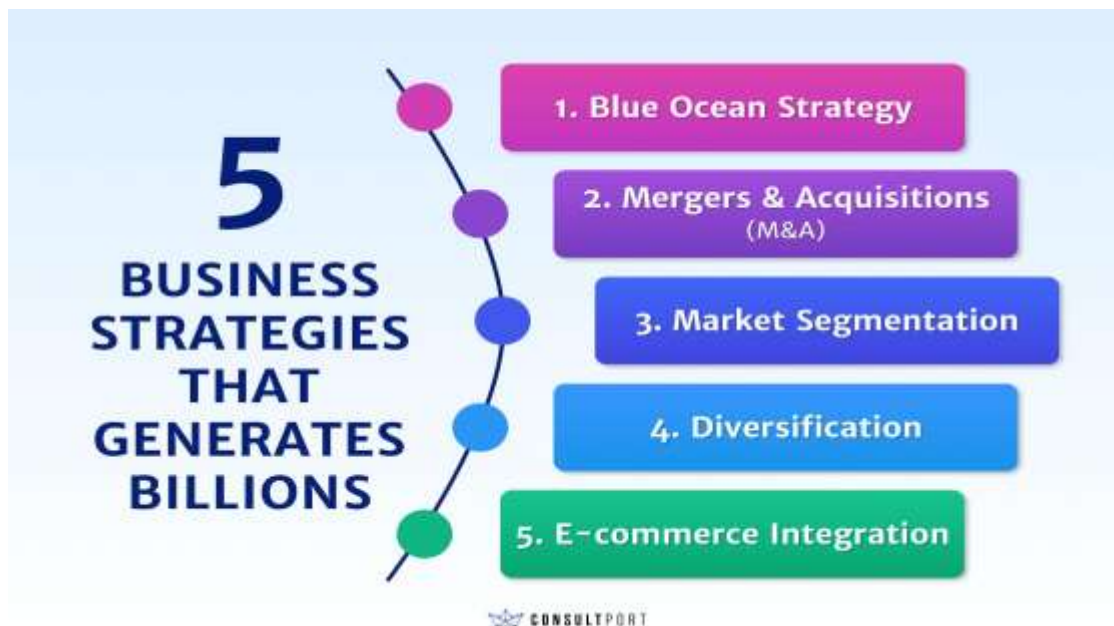 5
BUSINESS
STRATEGIES
THAT
GENERATES
BILLIONS
1. Blue Ocean Strategy
2. Mergers & Acquisitions
(M&A)
3. Market Segmentation
4. Diversification
5. E-commerce Integration
CONSULTPORT